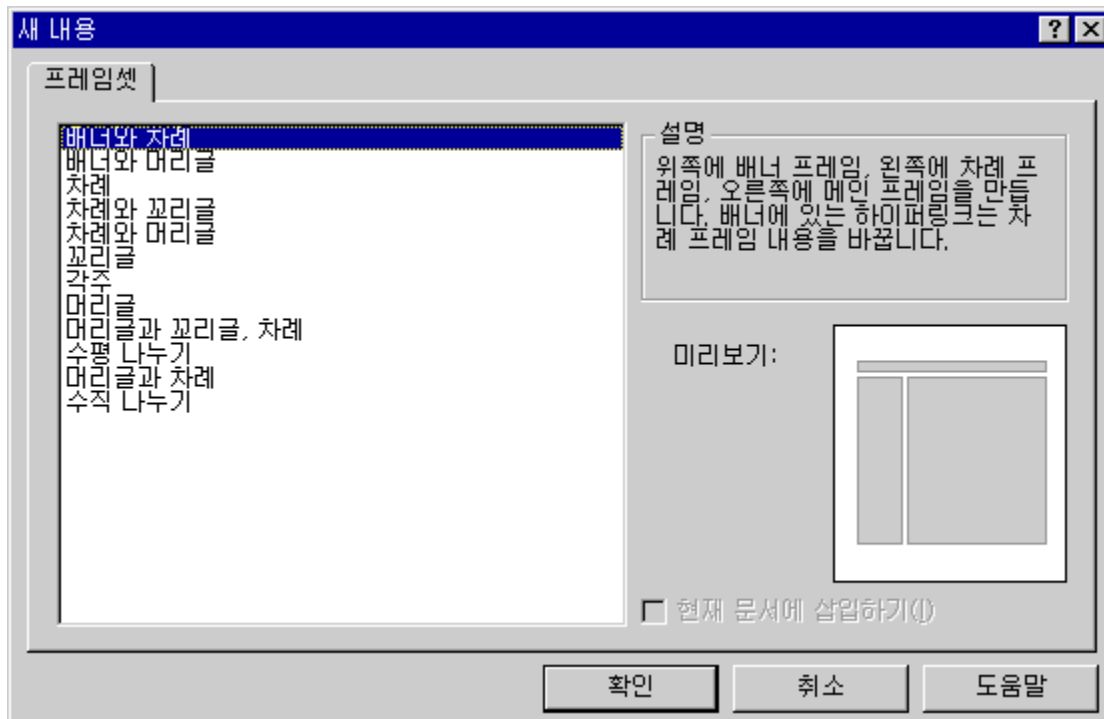 새 내용
프레임셋
배너와 차례
배너와 머리글
차례
차례와 꼬리글
차례와 머리글
꼬리글
각주
머리글
머리글과 꼬리글, 차례
수평 나누기
머리글과 차례
수직 나누기
설명
위쪽에 배너 프레임, 왼쪽에 차례 프
레임, 오른쪽에 메인 프레임을 만듭
니다. 배너에 있는 하이퍼링크는 차
례 프레임 내용을 바꿉니다.
미리보기:
현재 문서에 삽입하기(I)
확인
취소
도움말